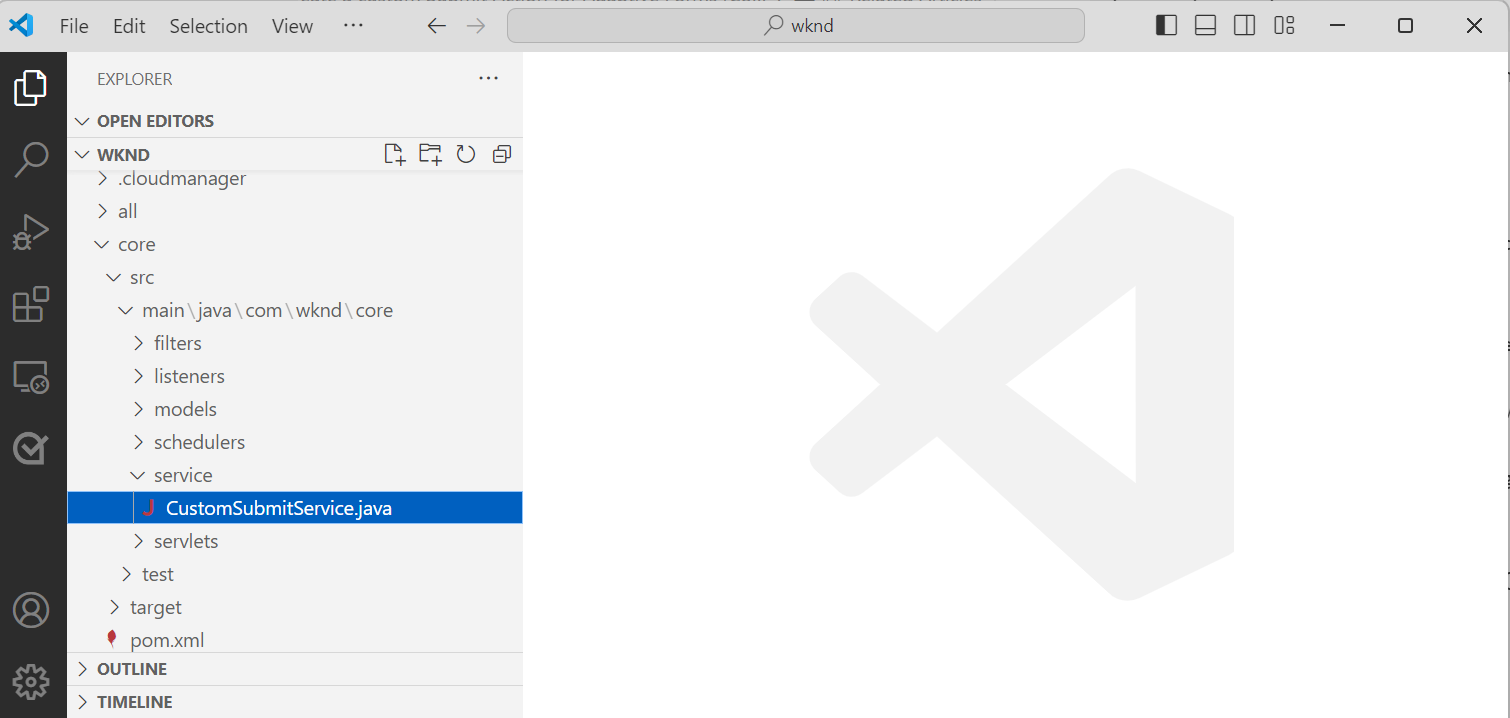 File Edit Selection View ··· wknd
EXPLORER ···
OPEN EDITORS
WKND
.cloudmanager
all
core
src
main\java\com\wknd\core
filters
listeners
models
schedulers
service
J CustomSubmitService.java
servlets
test
target
pom.xml
OUTLINE
TIMELINE